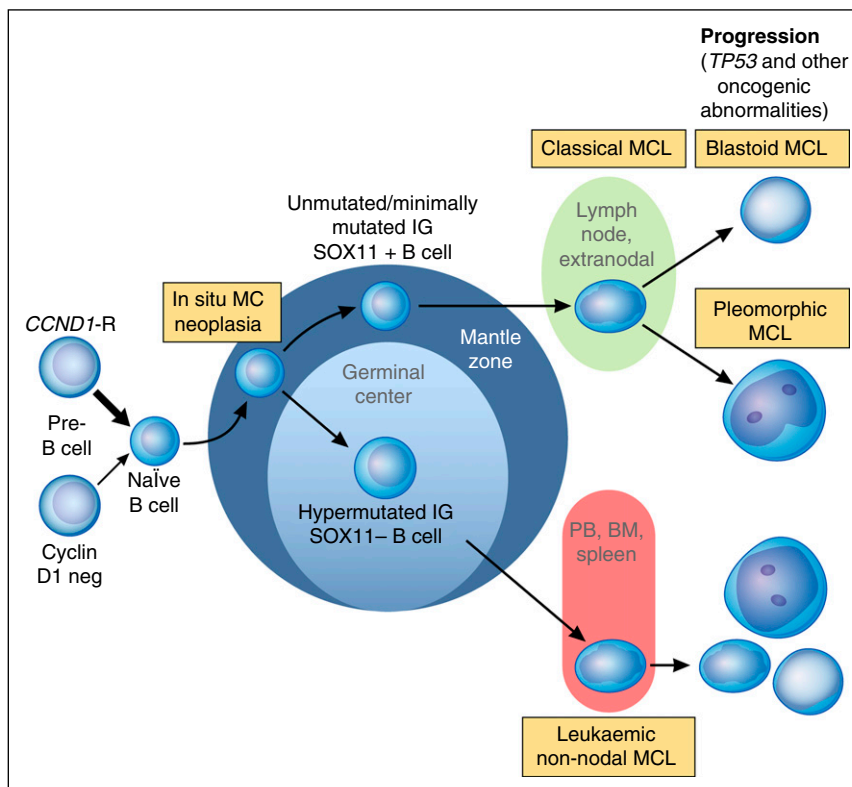 Progression
(TP53 and other
oncogenic
abnormalities)
Classical MCL
Blastoid MCL
Unmutated/minimally
mutated IG
SOX11 + B cell
Lymph
node,
extranodal
In situ MC
neoplasia
CCND1-R
Mantle
zone
Pleomorphic
MCL
Germinal
center
Pre-
B cell
NaÏve
B cell
Hypermutated IG
SOX11– B cell
Cyclin
D1 neg
PB, BM,
spleen
Leukaemic
non-nodal MCL